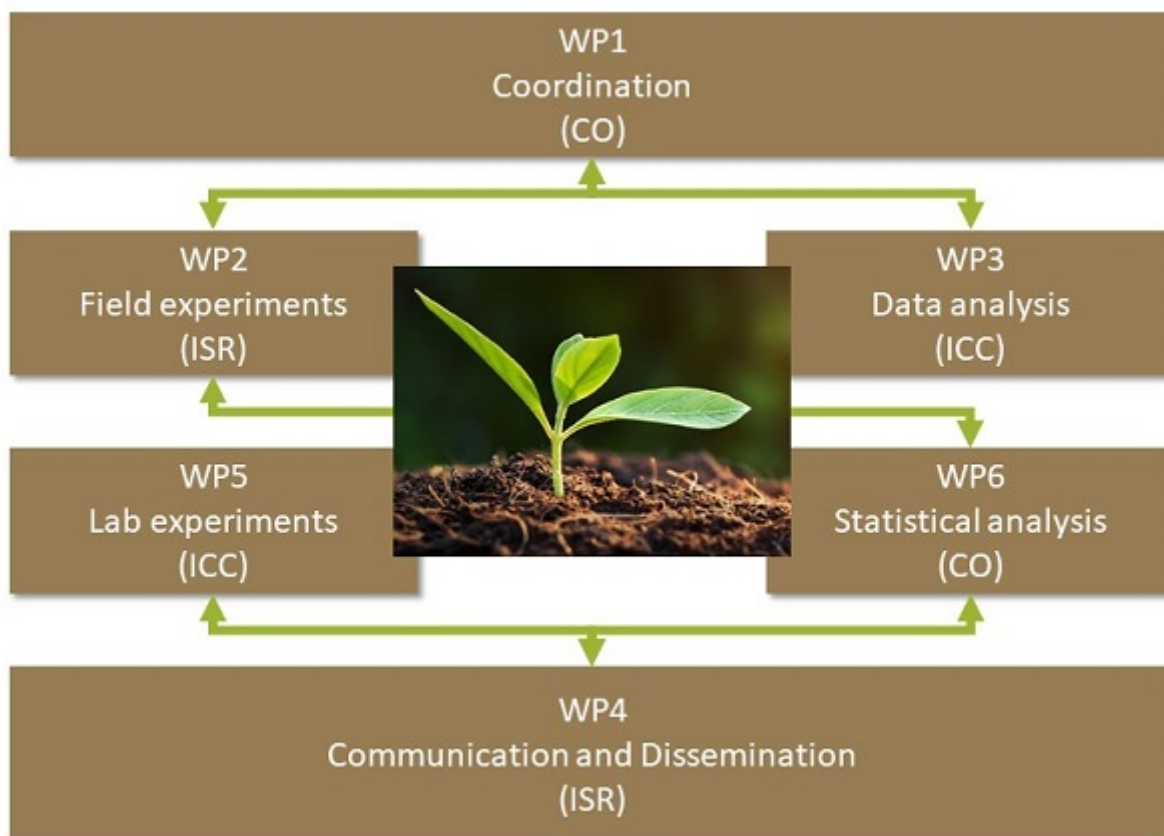 WP1
Coordination
(CO)
WP2
Field experiments
(ISR)
WP3
Data analysis
(ICC)
WP5
Lab experiments
(ICC)
WP6
Statistical analysis
(CO)
WP4
Communication and Dissemination
(ISR)